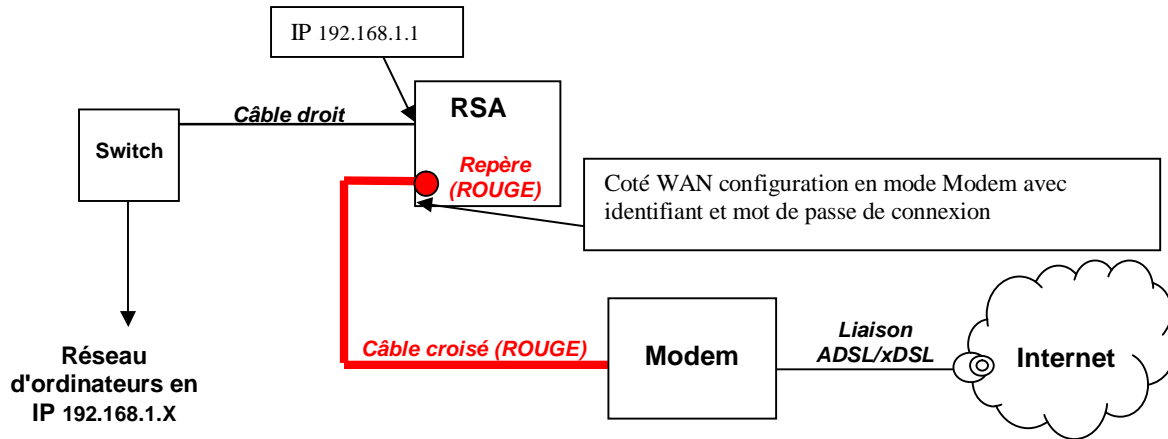 IP 192.168.1.1
Câble droit
RSA
Switch
Repère
(ROUGE)
Coté WAN configuration en mode Modem avec
identifiant et mot de passe de connexion
Câble croisé (ROUGE)
Modem
Liaison
ADSL/xDSL
Internet
Réseau
d'ordinateurs en
IP 192.168.1.X